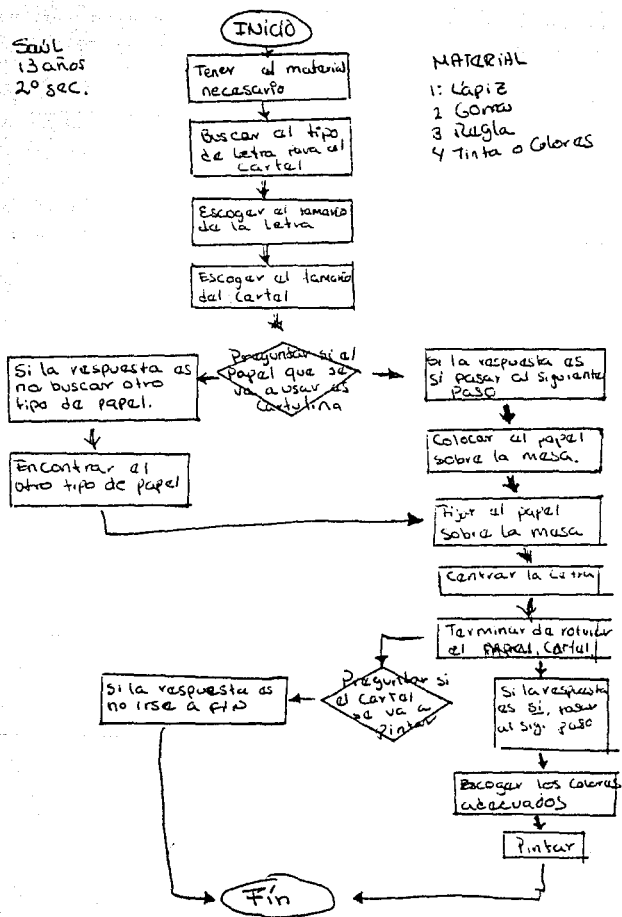 INICIO
Saúl
13 años
2º sec.
MATERIAL
1: Lápiz
2 Goma
3 Regla
4 Tinta o Colores
Tener el material
necesario
Buscar el tipo
de letra para el
Cartel
Escoger el tamaño
de la letra
Escoger el tamaño
del cartel
Preguntar si el
papel que se
va a usar es
Cartulina
Si la respuesta es
no buscar otro
tipo de papel.
Encontrar el
otro tipo de papel
Si la respuesta es
si pasar al siguiente
paso
Colocar el papel
sobre la mesa.
Fijar el papel
sobre la mesa
Centrar la letra
Terminar de rotular
el PAPEL Cartel
Preguntar si
el cartel
se va a
Pintar
Si la respuesta es
no irse a FIN
Si la respuesta
es si, pasar
al sig. paso
Escoger los colores
adecuados
Pintar
Fín